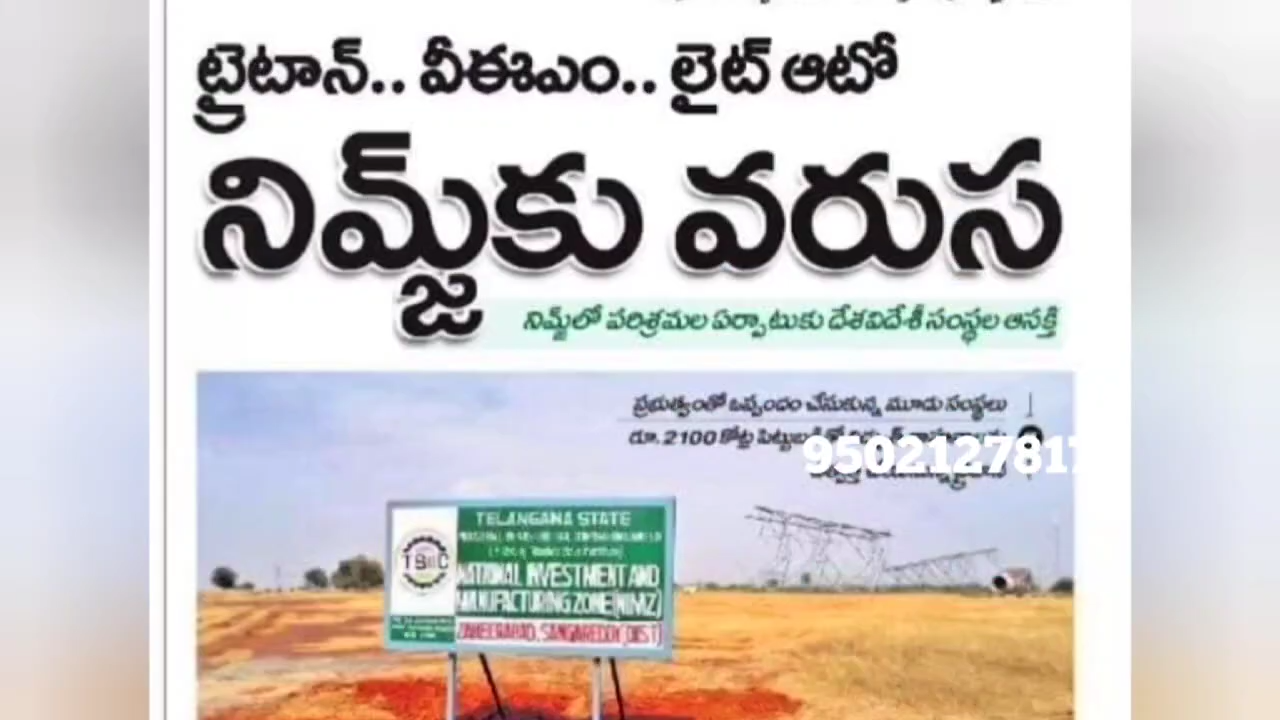 ట్రైటాన్.. వీఈఎం.. లైట్ ఆటో
నిమ్జ్‌కు వరుస
నిమ్జ్‌లో పరిశ్రమల ఏర్పాటుకు దేశవిదేశీ సంస్థల ఆసక్తి
ప్రభుత్వంతో ఒప్పందం చేసుకున్న మూడు సంస్థలు
రూ. 2100 కోట్ల పెట్టుబడితో
9502127817
TELANGANA STATE
NATIONAL INVESTMENT AND
MANUFACTURING ZONE(NIMZ)
ZAHEERABAD, SANGAREDDY(DIST)